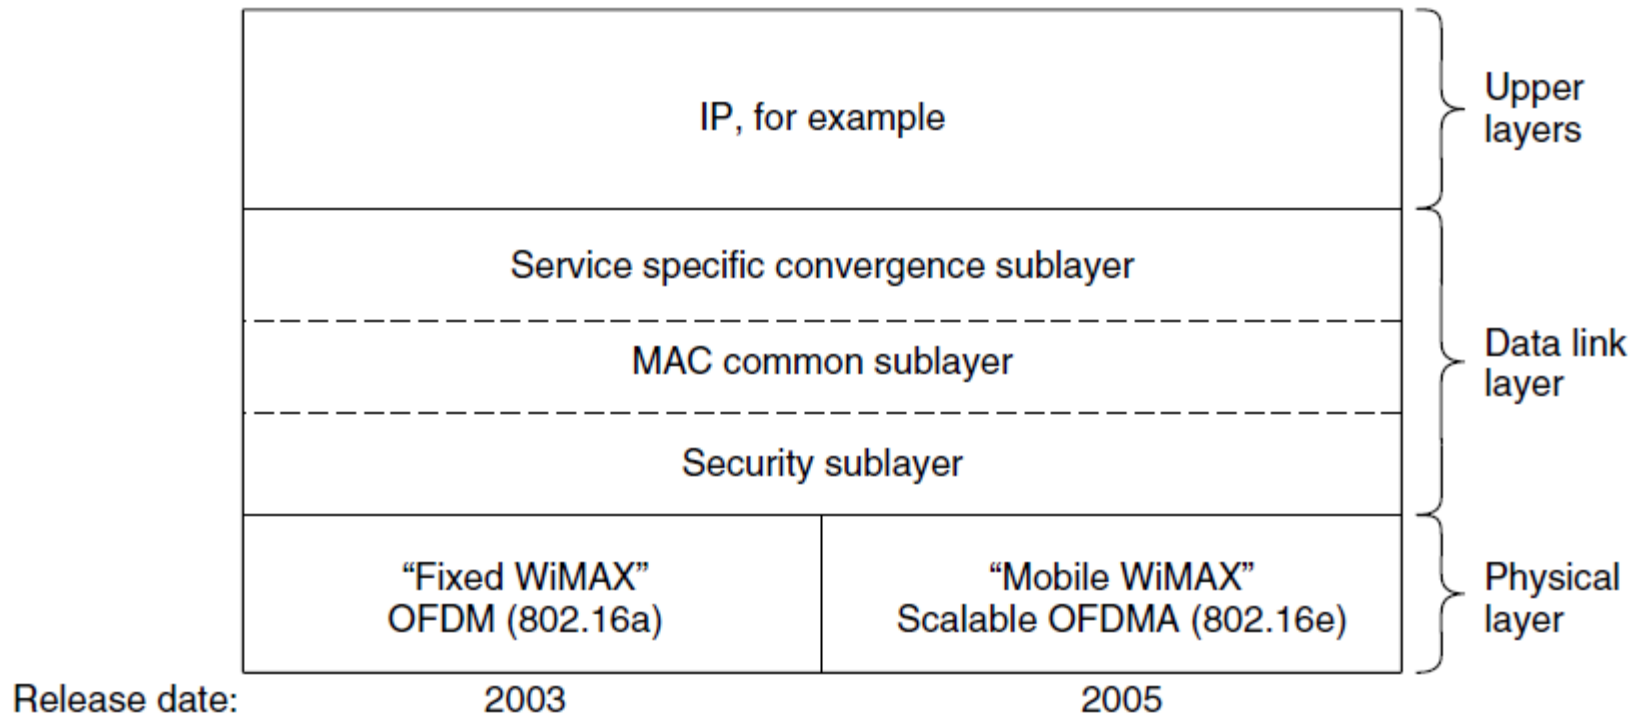 IP, for example
Upper
layers
Service specific convergence sublayer
MAC common sublayer
Security sublayer
Data link
layer
“Fixed WiMAX”
OFDM (802.16a)
“Mobile WiMAX”
Scalable OFDMA (802.16e)
Physical
layer
Release date: 2003 2005